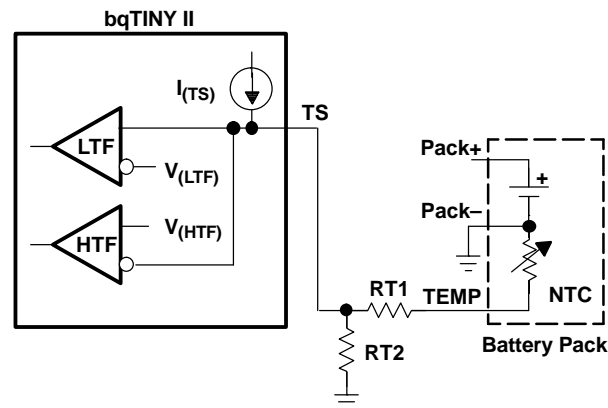 bqTINY II
I(TS)
TS
LTF
V(LTF)
V(HTF)
HTF
Pack+
+
Pack–
RT1
TEMP
NTC
RT2
Battery Pack